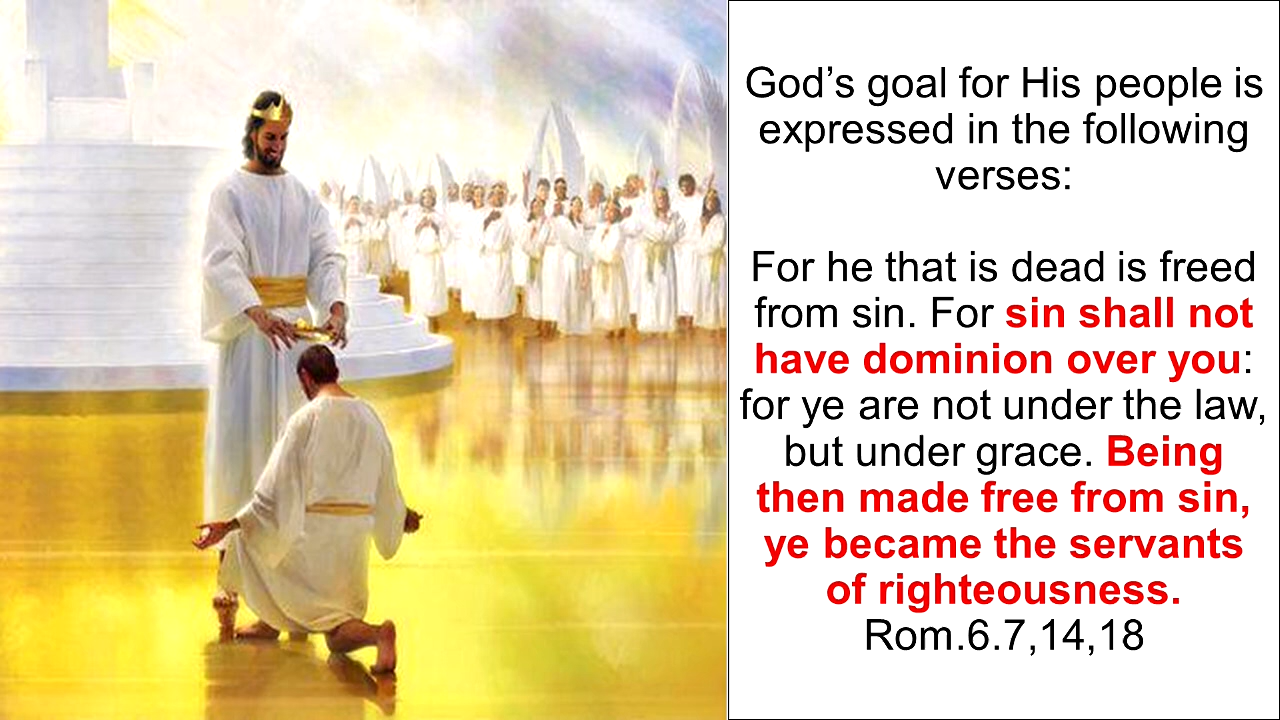 God’s goal for His people is
expressed in the following
verses:
For he that is dead is freed
from sin. For sin shall not
have dominion over you:
for ye are not under the law,
but under grace. Being
then made free from sin,
ye became the servants
of righteousness.
Rom.6.7,14,18